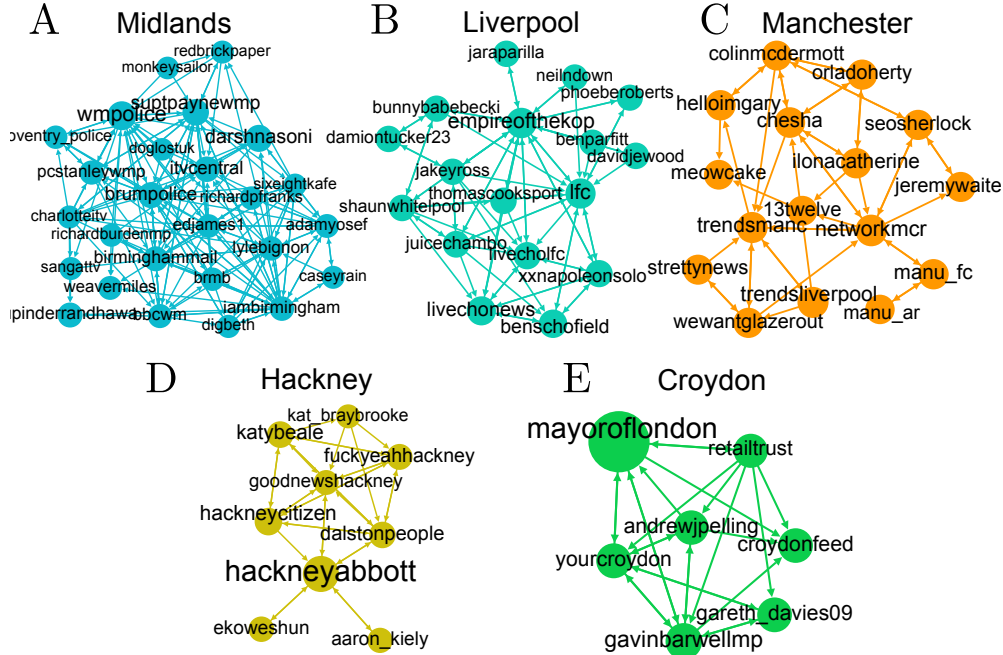 A Midlands
redbrickpaper
monkeysailor
suptpaynewmp
wmpolice
oventry_police
darshnasoni
doglostuk
itvcentral
pcstanleywmp
sixeightkafe
brumpolice
richardpfranks
charlotteitv
edjames1
adamyosef
richardburdenmp
lylebignon
birminghammail
sangattv
brmb
caseyrain
weavermiles
upinderrandhawa
bbcwm
iambirmingham
digbeth
B Liverpool
jaraparilla
neilndown
phoeberoberts
bunnybabebecki
empireofthekop
damiontucker23
benparfitt
davidjewood
jakeyross
thomascooksport
lfc
shaunwhitelpool
juicechambo
livecholfc
xxnapoleonsolo
livechonews
benschofield
C Manchester
colinmcdermott
orladoherty
helloimgary
chesha
seosherlock
ilonacatherine
meowcake
jeremywaite
13twelve
trendsmanc
networkmcr
strettynews
manu_fc
trendsliverpool
manu_ar
wewantglazerout
D Hackney
kat_braybrooke
katybeale
fuckyeahhackney
goodnewshackney
hackneycitizen
dalstonpeople
hackneyabbott
ekoweshun
aaron_kiely
E Croydon
mayoroflondon
retailtrust
andrewjpelling
croydonfeed
yourcroydon
gareth_davies09
gavinbarwellmp